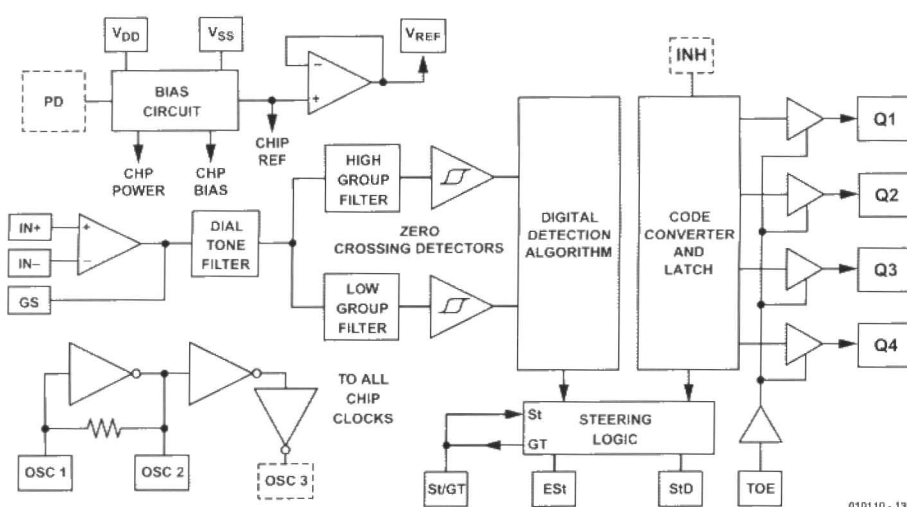 VDD
VSS
VREF
INH
PD
BIAS
CIRCUIT
−
+
Q1
CHIP
REF
CHP
POWER
CHP
BIAS
HIGH
GROUP
FILTER
Q2
IN+
IN−
GS
+
−
DIAL
TONE
FILTER
ZERO
CROSSING DETECTORS
DIGITAL
DETECTION
ALGORITHM
CODE
CONVERTER
AND
LATCH
Q3
LOW
GROUP
FILTER
Q4
TO ALL
CHIP
CLOCKS
St
GT
STEERING
LOGIC
OSC 1
OSC 2
OSC 3
St/GT
ESt
StD
TOE
010110 - 13